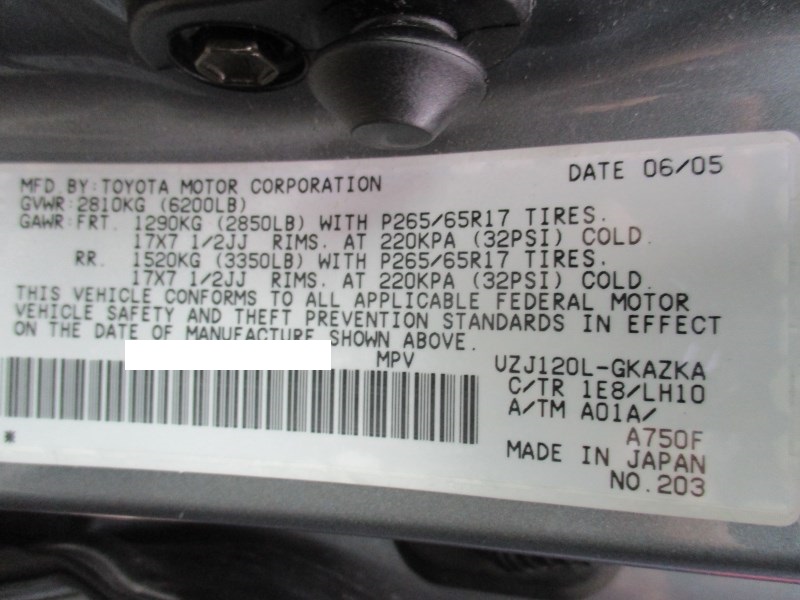 DATE 06/05
MFD. BY: TOYOTA MOTOR CORPORATION
GVWR: 2810KG (6200LB)
GAWR: FRT. 1290KG (2850LB) WITH P265/65R17 TIRES.
17X7 1/2JJ RIMS. AT 220KPA (32PSI) COLD.
RR. 1520KG (3350LB) WITH P265/65R17 TIRES.
17X7 1/2JJ RIMS. AT 220KPA (32PSI) COLD.
THIS VEHICLE CONFORMS TO ALL APPLICABLE FEDERAL MOTOR
VEHICLE SAFETY AND THEFT PREVENTION STANDARDS IN EFFECT
ON THE DATE OF MANUFACTURE SHOWN ABOVE.
MPV UZJ120L-GKAZKA
C/TR 1E8/LH10
A/TM A01A/
A750F
MADE IN JAPAN
NO.203
*